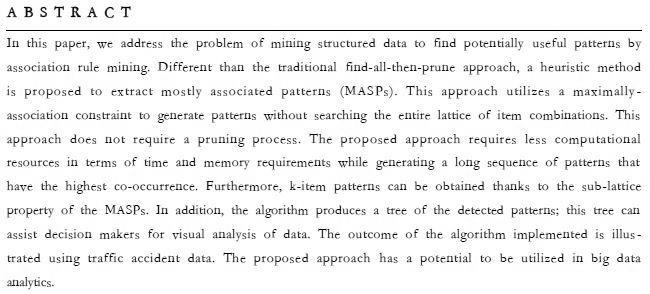 ABSTRACT
In this paper, we address the problem of mining structured data to find potentially useful patterns by
association rule mining. Different than the traditional find-all-then-prune approach, a heuristic method
is proposed to extract mostly associated patterns (MASPs). This approach utilizes a maximally-
association constraint to generate patterns without searching the entire lattice of item combinations. This
approach does not require a pruning process. The proposed approach requires less computational
resources in terms of time and memory requirements while generating a long sequence of patterns that
have the highest co-occurrence. Furthermore, k-item patterns can be obtained thanks to the sub-lattice
property of the MASPs. In addition, the algorithm produces a tree of the detected patterns; this tree can
assist decision makers for visual analysis of data. The outcome of the algorithm implemented is illus-
trated using traffic accident data. The proposed approach has a potential to be utilized in big data
analytics.